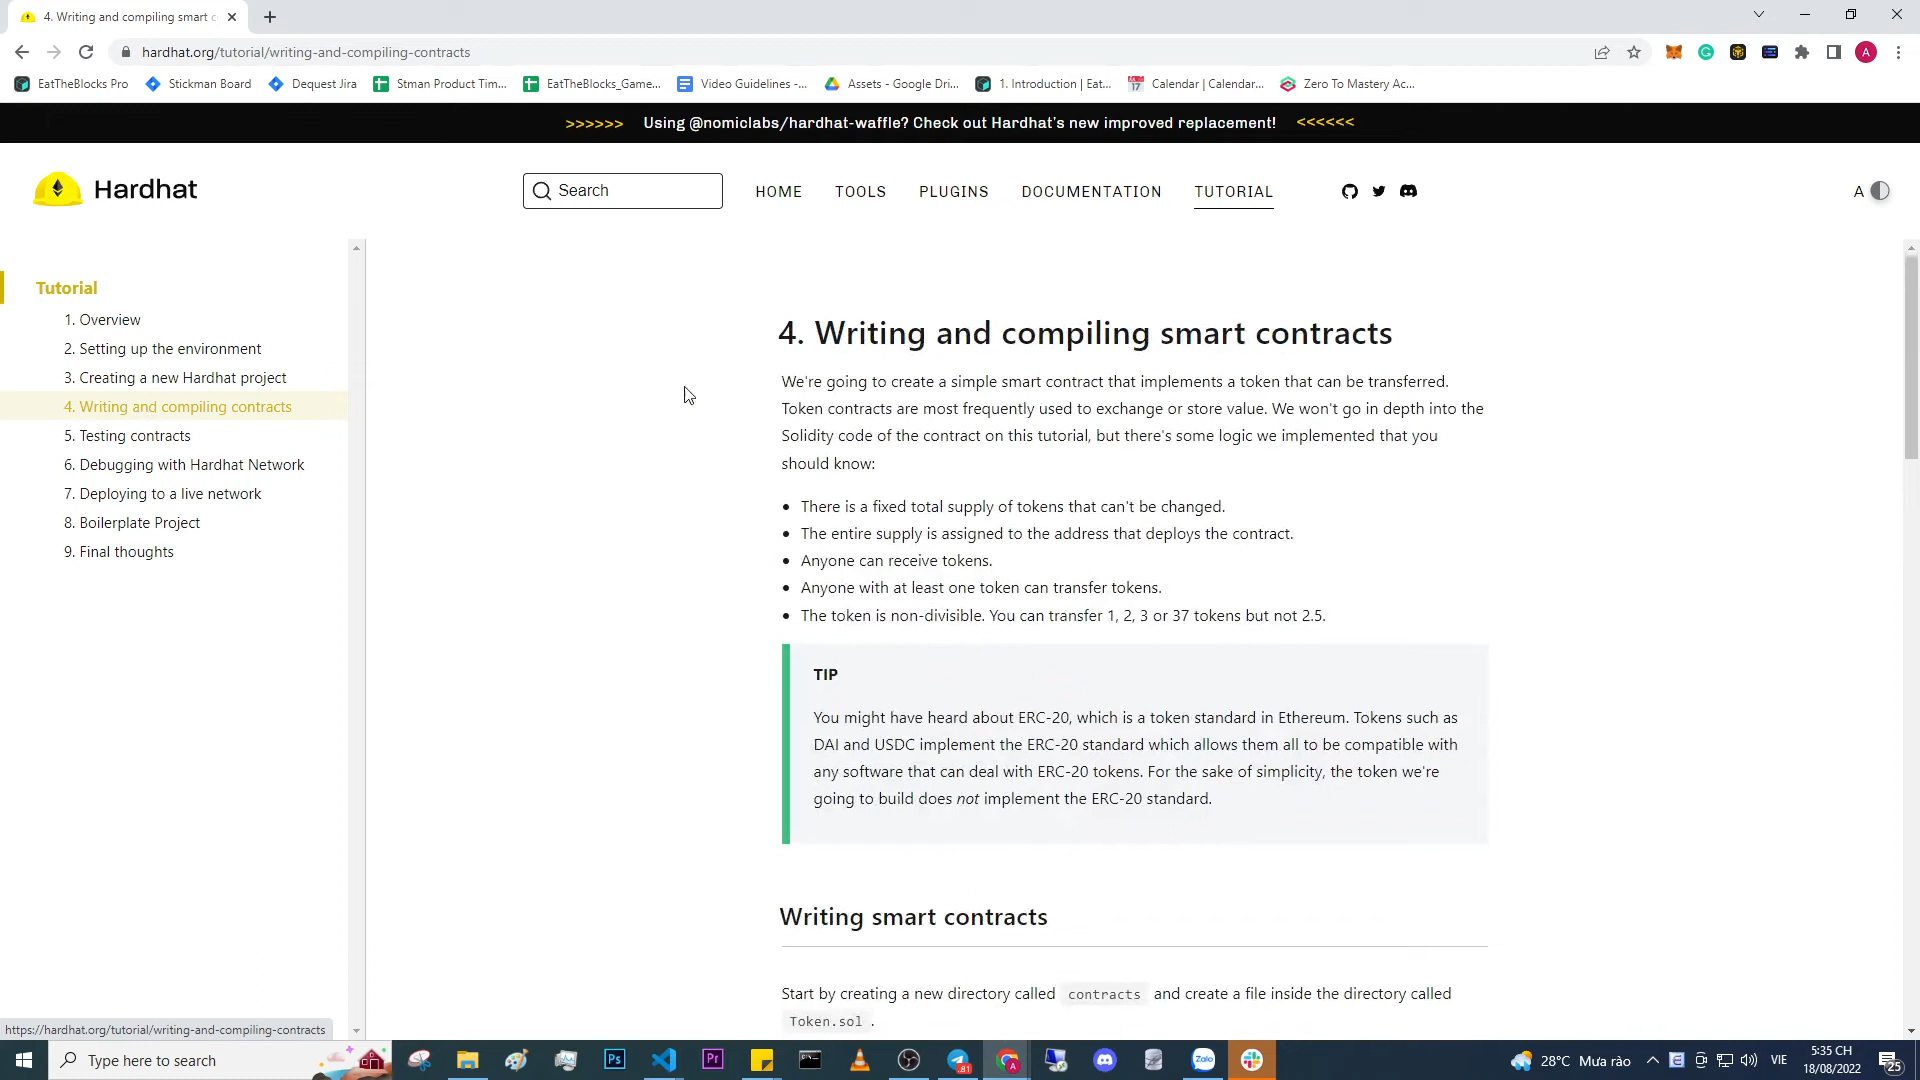 4. Writing and compiling smart c
hardhat.org/tutorial/writing-and-compiling-contracts
A
EatTheBlocks Pro
Stickman Board
Dequest Jira
Stman Product Tim...
EatTheBlocks_Game...
Video Guidelines -...
Assets - Google Dri...
1. Introduction | Eat...
17
Calendar | Calendar...
Zero To Mastery Ac...
>>>>>> Using @nomiclabs/hardhat-waffle? Check out Hardhat's new improved replacement! <<<<<<
Hardhat
Search
HOME
TOOLS
PLUGINS
DOCUMENTATION
TUTORIAL
A
Tutorial
1. Overview
2. Setting up the environment
3. Creating a new Hardhat project
4. Writing and compiling contracts
5. Testing contracts
6. Debugging with Hardhat Network
7. Deploying to a live network
8. Boilerplate Project
9. Final thoughts
4. Writing and compiling smart contracts
We're going to create a simple smart contract that implements a token that can be transferred.
Token contracts are most frequently used to exchange or store value. We won't go in depth into the
Solidity code of the contract on this tutorial, but there's some logic we implemented that you
should know:
• There is a fixed total supply of tokens that can't be changed.
• The entire supply is assigned to the address that deploys the contract.
• Anyone can receive tokens.
• Anyone with at least one token can transfer tokens.
• The token is non-divisible. You can transfer 1, 2, 3 or 37 tokens but not 2.5.
TIP
You might have heard about ERC-20, which is a token standard in Ethereum. Tokens such as
DAI and USDC implement the ERC-20 standard which allows them all to be compatible with
any software that can deal with ERC-20 tokens. For the sake of simplicity, the token we're
going to build does not implement the ERC-20 standard.
Writing smart contracts
Start by creating a new directory called contracts and create a file inside the directory called
Token.sol .
https://hardhat.org/tutorial/writing-and-compiling-contracts
Type here to search
Ps
Pr
81
A
Zalo
28°C Mưa rào
E
VIE
5:35 CH
18/08/2022
25